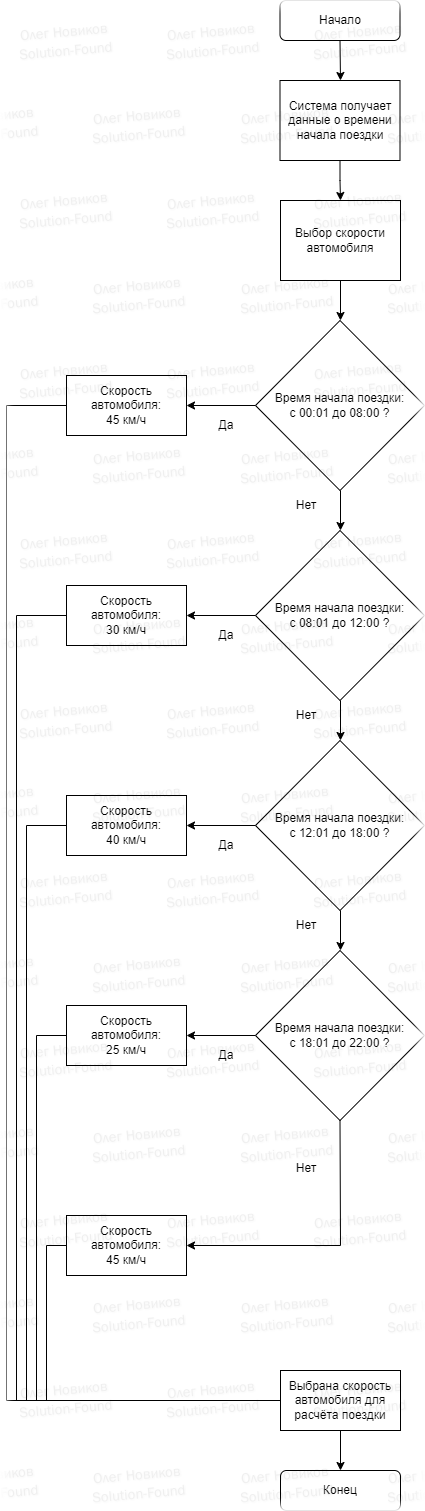 Начало
Система получает
данные о времени
начала поездки
Выбор скорости
автомобиля
Время начала поездки:
с 00:01 до 08:00 ?
Да
Скорость
автомобиля:
45 км/ч
Нет
Время начала поездки:
с 08:01 до 12:00 ?
Да
Скорость
автомобиля:
30 км/ч
Нет
Время начала поездки:
с 12:01 до 18:00 ?
Да
Скорость
автомобиля:
40 км/ч
Нет
Время начала поездки:
с 18:01 до 22:00 ?
Да
Скорость
автомобиля:
25 км/ч
Нет
Скорость
автомобиля:
45 км/ч
Выбрана скорость
автомобиля для
расчёта поездки
Конец
Олег Новиков
Solution-Found